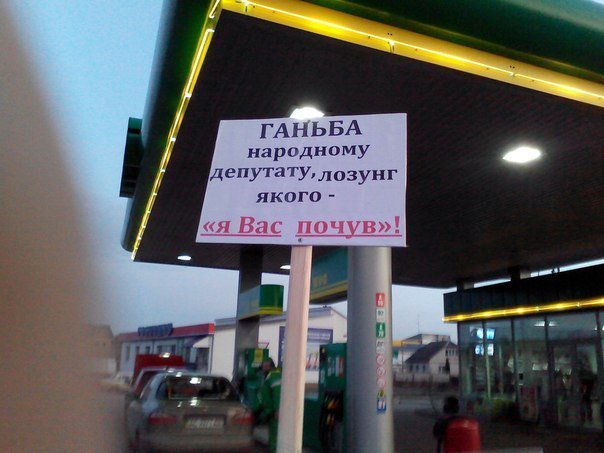 ГАНЬБА
народному
депутату, лозунг
якого -
«я Вас почув»!